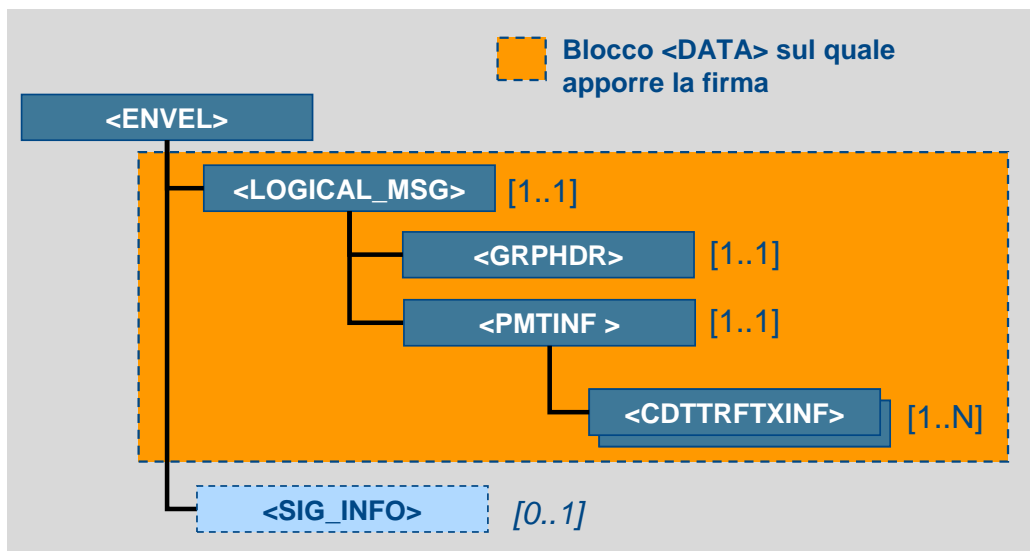 Blocco <DATA> sul quale
apporre la firma
<ENVEL>
<LOGICAL_MSG> [1..1]
<GRPHDR> [1..1]
<PMTINF > [1..1]
<CDTTRFTXINF> [1..N]
<SIG_INFO> [0..1]